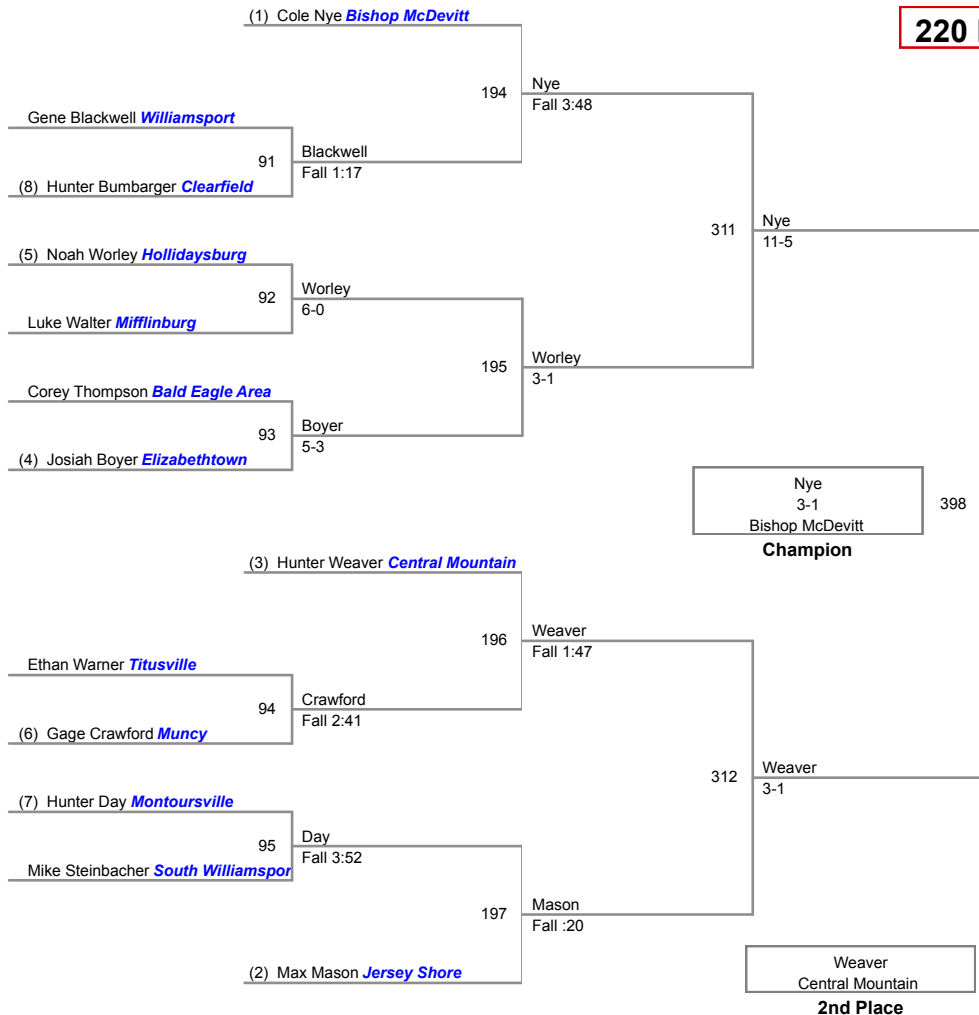 (1) Cole Nye Bishop McDevitt
220
194
Nye
Fall 3:48
Gene Blackwell Williamsport
91
Blackwell
Fall 1:17
(8) Hunter Bumbarger Clearfield
311
Nye
11-5
(5) Noah Worley Hollidaysburg
92
Worley
6-0
Luke Walter Mifflinburg
195
Worley
3-1
Corey Thompson Bald Eagle Area
93
Boyer
5-3
(4) Josiah Boyer Elizabethtown
Nye
3-1
Bishop McDevitt
398
Champion
(3) Hunter Weaver Central Mountain
196
Weaver
Fall 1:47
Ethan Warner Titusville
94
Crawford
Fall 2:41
(6) Gage Crawford Muncy
312
Weaver
3-1
(7) Hunter Day Montoursville
95
Day
Fall 3:52
Mike Steinbacher South Williamspor
197
Mason
Fall :20
(2) Max Mason Jersey Shore
Weaver
Central Mountain
2nd Place